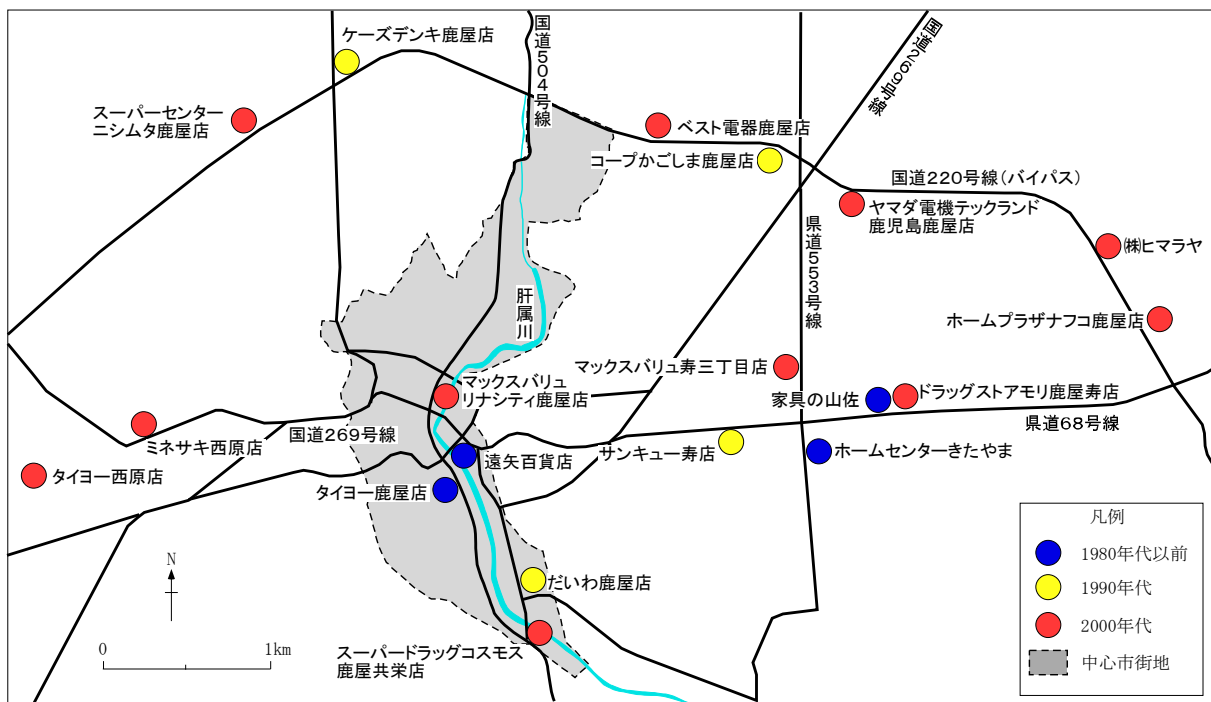 ケーズデンキ鹿屋店
国道504号線
国道269号線
スーパーセンター
ニシムタ鹿屋店
ベスト電器鹿屋店
コープかごしま鹿屋店
国道220号線(バイパス)
ヤマダ電機テックランド
鹿児島鹿屋店
県道553号線
㈱ヒマラヤ
肝属川
ホームプラザナフコ鹿屋店
マックスバリュ寿三丁目店
マックスバリュ
リナシティ鹿屋店
家具の山佐
ドラッグストアモリ鹿屋寿店
県道68号線
国道269号線
ミネサキ西原店
サンキュー寿店
ホームセンターきたやま
遠矢百貨店
タイヨー西原店
タイヨー鹿屋店
だいわ鹿屋店
スーパードラッグコスモス
鹿屋共栄店
N
0 1km
凡例
1980年代以前
1990年代
2000年代
中心市街地